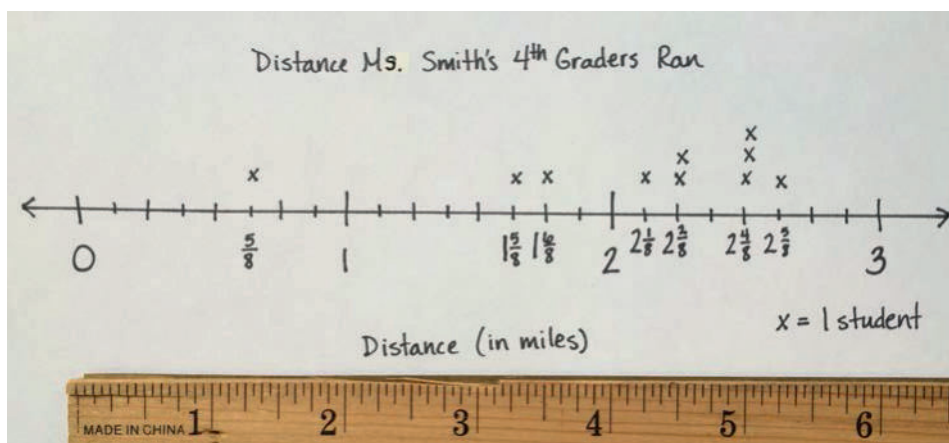 Distance Ms. Smith's 4th Graders Ran
x
x
x x x x x
x x x x x x
0 5/8 1 1 5/8 1 6/8 2 2 1/8 2 2/8 2 4/8 2 5/8 3
x = 1 student
Distance (in miles)
1 2 3 4 5 6
MADE IN CHINA